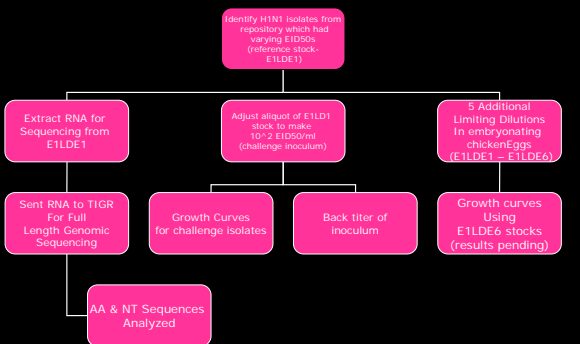 Identify H1N1 isolates from
repository which had
varying EID50s
(reference stock-
E1LDE1)
Extract RNA for
Sequencing from
E1LDE1
Adjust aliquot of E1LD1
stock to make
10^2 EID50/ml
(challenge inoculum)
5 Additional
Limiting Dilutions
In embryonating
chickenEggs
(E1LDE1 – E1LDE6)
Sent RNA to TIGR
For Full
Length Genomic
Sequencing
Growth Curves
for challenge isolates
Back titer of
inoculum
Growth curves
Using
E1LDE6 stocks
(results pending)
AA & NT Sequences
Analyzed